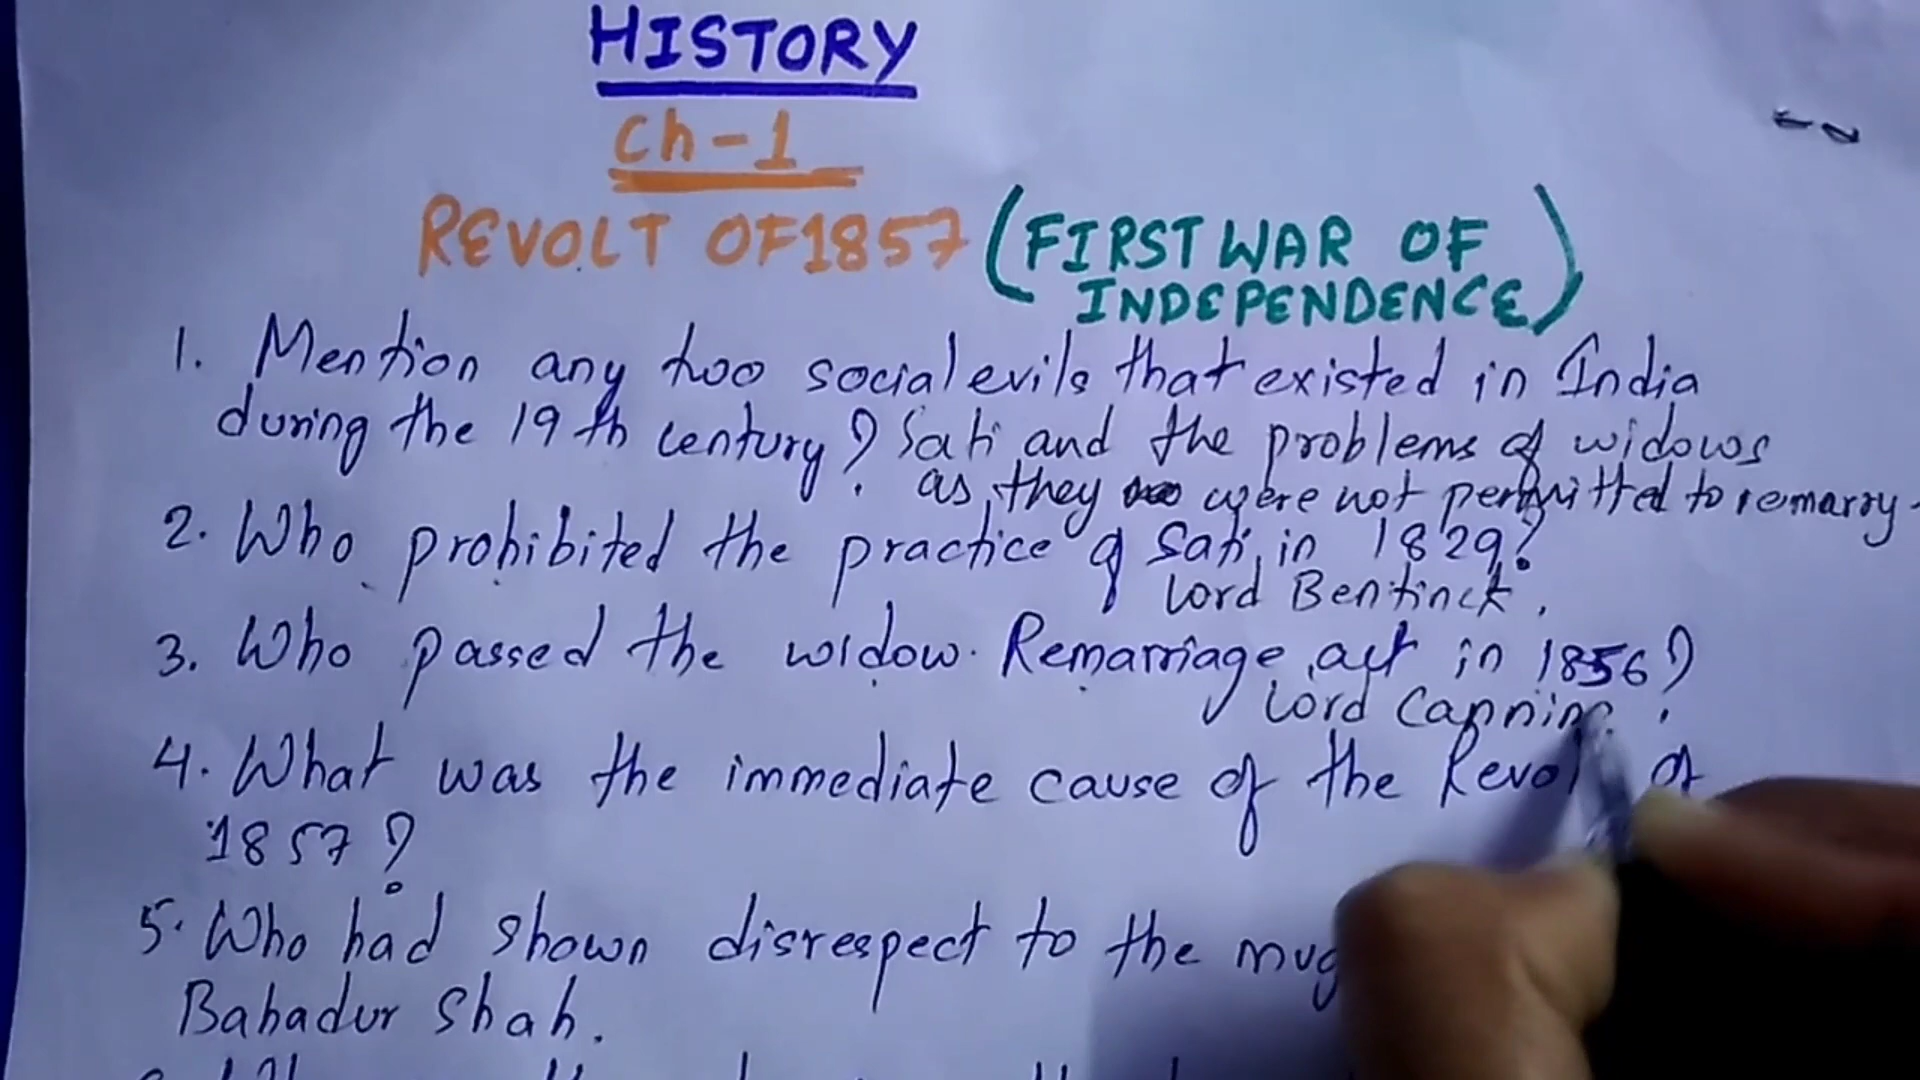 HISTORY
Ch-1
REVOLT OF 1857 (FIRST WAR OF
INDEPENDENCE)
1. Mention any two social evils that existed in India
during the 19th century? Sati and the problems of widows
as they were not permitted to remarry.
2. Who prohibited the practice of Sati in 1829?
Lord Bentinck.
3. Who passed the widow Remarriage act in 1856?
Lord Canning.
4. What was the immediate cause of the Revolt of
1857?
5. Who had shown disrespect to the
Bahadur Shah.